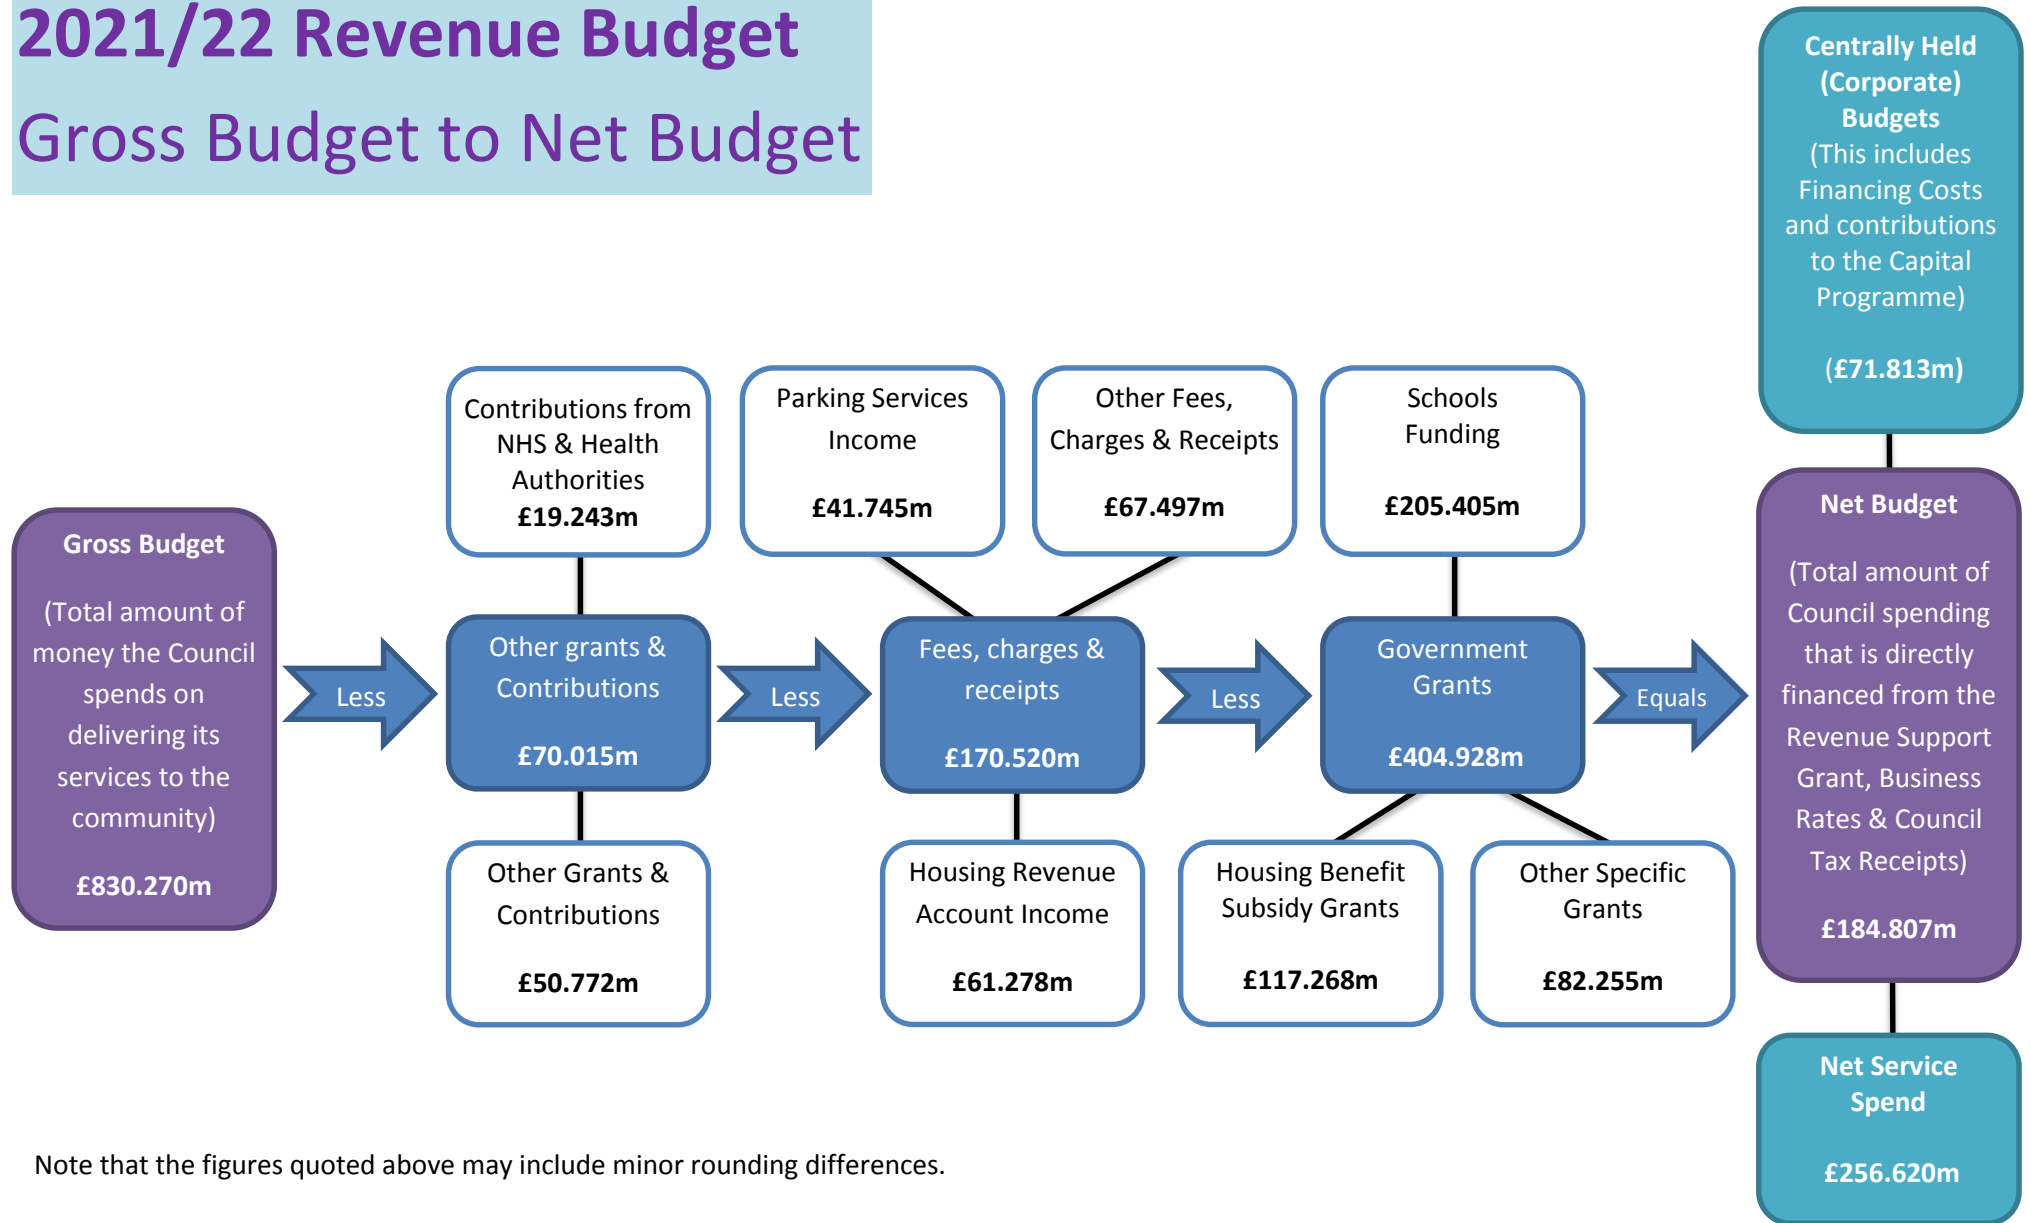 2021/22 Revenue Budget
Gross Budget to Net Budget
Gross Budget
(Total amount of
money the Council
spends on
delivering its
services to the
community)
£830.270m
Less
Contributions from
NHS & Health
Authorities
£19.243m
Other grants &
Contributions
£70.015m
Other Grants &
Contributions
£50.772m
Less
Parking Services
Income
£41.745m
Other Fees,
Charges & Receipts
£67.497m
Fees, charges &
receipts
£170.520m
Housing Revenue
Account Income
£61.278m
Less
Schools
Funding
£205.405m
Government
Grants
£404.928m
Housing Benefit
Subsidy Grants
£117.268m
Other Specific
Grants
£82.255m
Equals
Centrally Held
(Corporate)
Budgets
(This includes
Financing Costs
and contributions
to the Capital
Programme)
(£71.813m)
Net Budget
(Total amount of
Council spending
that is directly
financed from the
Revenue Support
Grant, Business
Rates & Council
Tax Receipts)
£184.807m
Net Service
Spend
£256.620m
Note that the figures quoted above may include minor rounding differences.